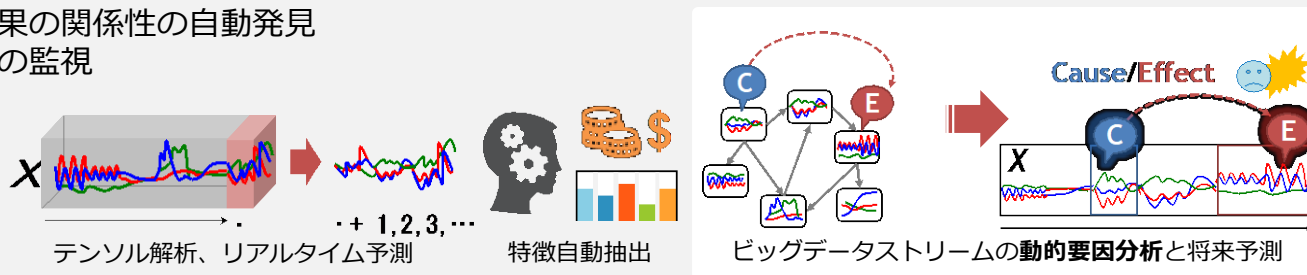 果の関係性の自動発見
の監視
X
・
・+ 1,2,3,…
テンソル解析、リアルタイム予測
$
特徴自動抽出
C
E
Cause/Effect
C
E
X
ビッグデータストリームの動的要因分析と将来予測